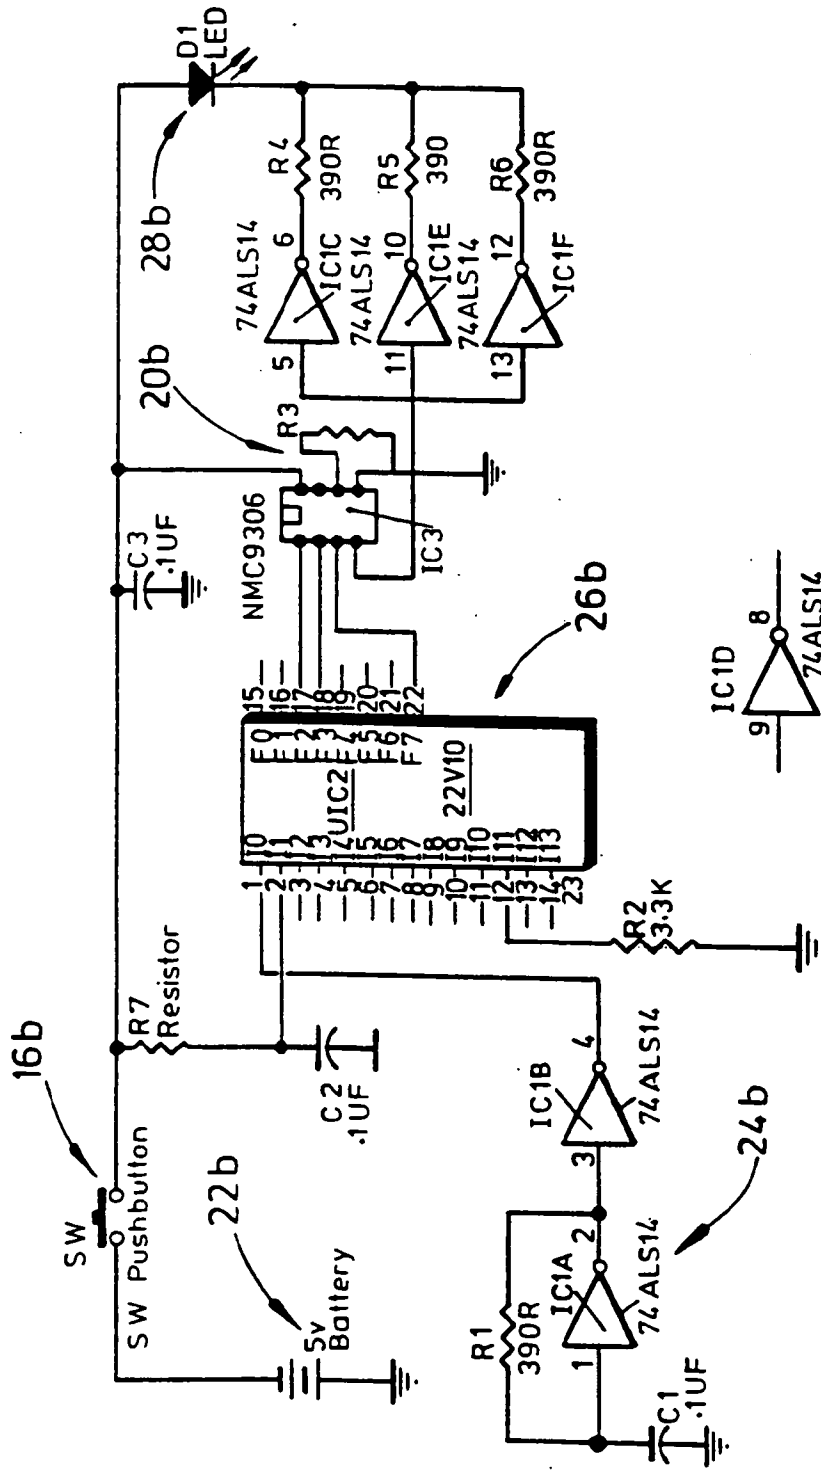 SW
SW Pushbutton
16b
5v
Battery
22b
R7
Resistor
C2
.1UF
C3
.1UF
D1
LED
28b
R1
390R
C1
.1UF
1
IC1A
2
74ALS14
3
IC1B
4
74ALS14
24b
R2
3.3K
1
2
3
4
5
6
7
8
9
10
11
12
13
14
23
I0
I1
I2
I3
I4
I5
I6
I7
I8
I9
I10
I11
I12
I13
UIC2
22V10
F0
F1
F2
F3
F4
F5
F6
F7
15
16
17
18
19
20
21
22
26b
NMC9306
IC3
R3
20b
74ALS14
5
6
IC1C
R4
390R
74ALS14
11
10
IC1E
R5
390
74ALS14
13
12
IC1F
R6
390R
IC1D
9
8
74ALS14